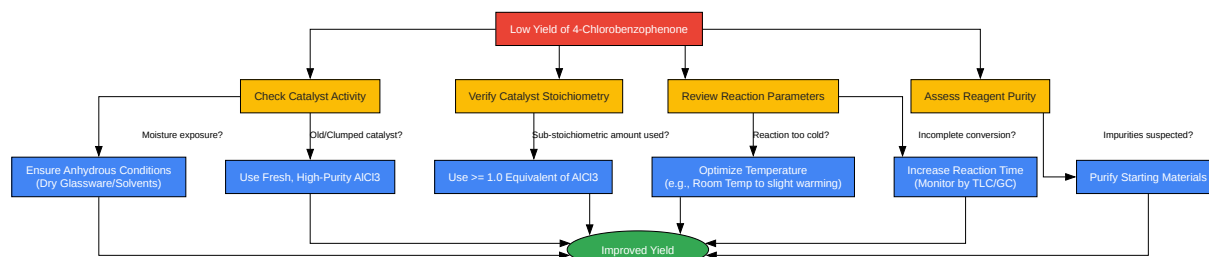 Low Yield of 4-Chlorobenzophenone
Check Catalyst Activity
Verify Catalyst Stoichiometry
Review Reaction Parameters
Assess Reagent Purity
Moisture exposure?
Old/Clumped catalyst?
Sub-stoichiometric amount used?
Reaction too cold?
Incomplete conversion?
Impurities suspected?
Ensure Anhydrous Conditions
(Dry Glassware/Solvents)
Use Fresh, High-Purity AlCl3
Use >= 1.0 Equivalent of AlCl3
Optimize Temperature
(e.g., Room Temp to slight warming)
Increase Reaction Time
(Monitor by TLC/GC)
Purify Starting Materials
Improved Yield